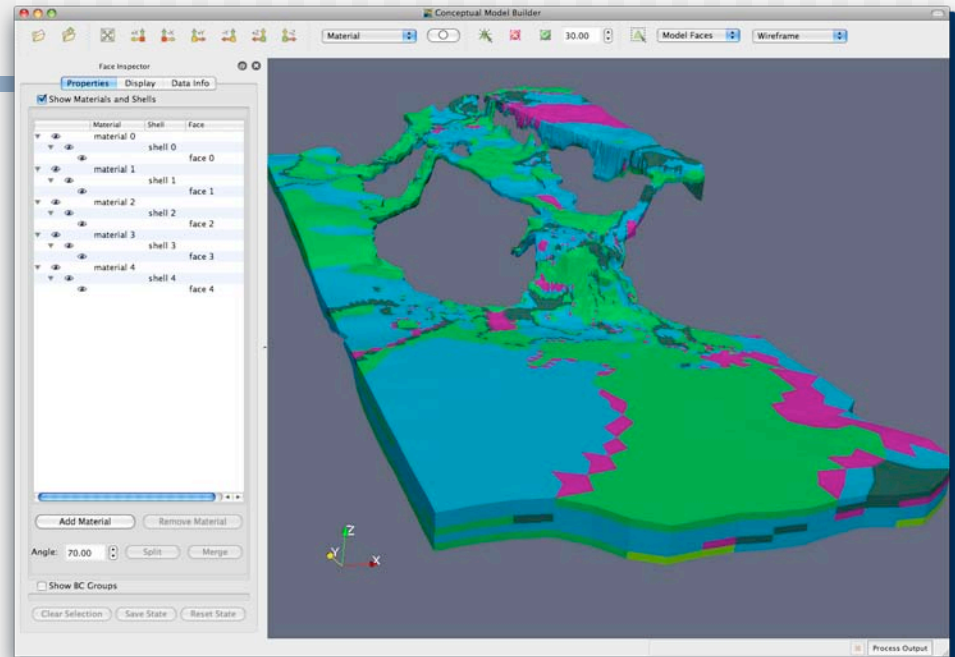 Conceptual Model Builder
Material
30.00
Model Faces
Wireframe
Face Inspector
Properties Display Data Info
Show Materials and Shells
Material Shell Face
material 0
shell 0
face 0
material 1
shell 1
face 1
material 2
shell 2
face 2
material 3
shell 3
face 3
material 4
shell 4
face 4
Add Material Remove Material
Angle: 70.00 Split Merge
Show BC Groups
Clear Selection Save State Reset State
Z
Y
X
Process Output